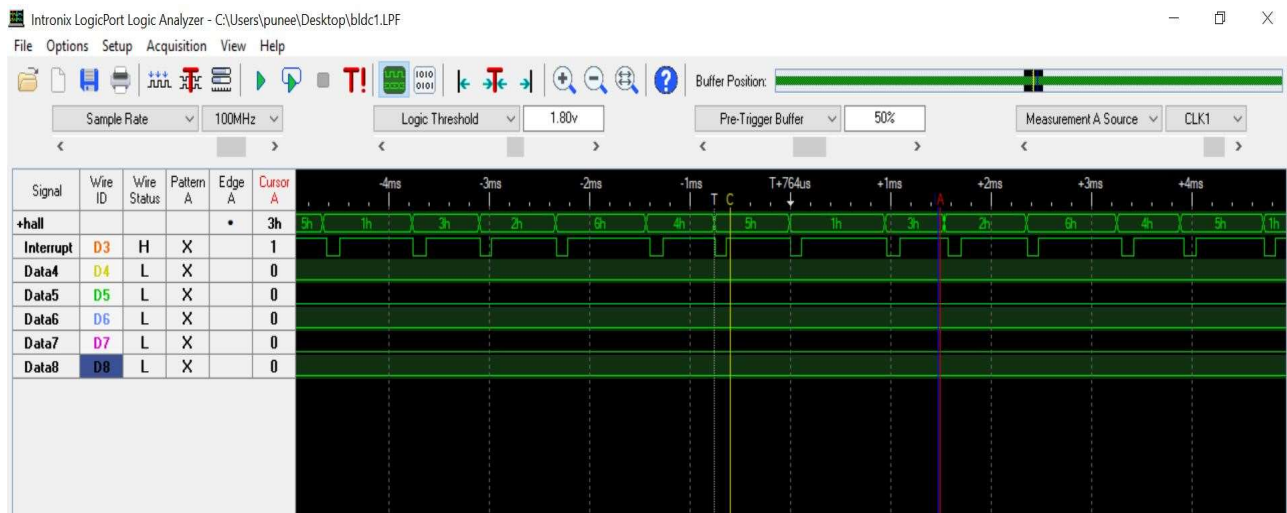 Intronix LogicPort Logic Analyzer - C:\Users\punee\Desktop\bldc1.LPF
File Options Setup Acquisition View Help
T! 1010 0101 T ? Buffer Position:
Sample Rate 100MHz Logic Threshold 1.80v Pre-Trigger Buffer 50% Measurement A Source CLK1
Signal Wire ID Wire Status Pattern A Edge A Cursor A -4ms -3ms -2ms -1ms T+764us +1ms +2ms +3ms +4ms
T C A
+hall • 3h 5h 1h 3h 2h 6h 4h 5h 1h 3h 2h 6h 4h 5h 1h
Interrupt D3 H X 1
Data4 D4 L X 0
Data5 D5 L X 0
Data6 D6 L X 0
Data7 D7 L X 0
Data8 D8 L X 0